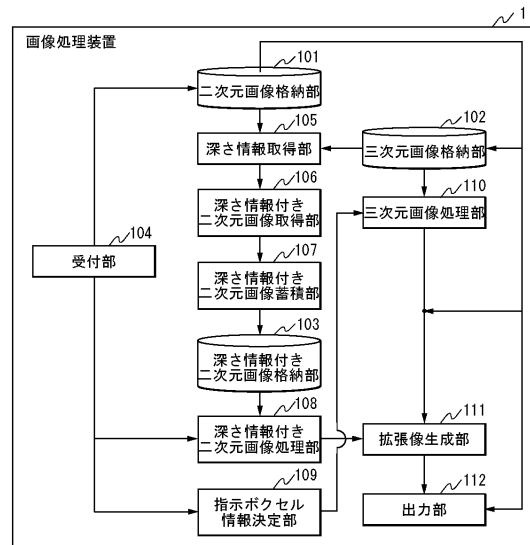 1
画像処理装置
101
二次元画像格納部
102
三次元画像格納部
105
深さ情報取得部
106
深さ情報付き
二次元画像取得部
110
三次元画像処理部
104
受付部
107
深さ情報付き
二次元画像蓄積部
103
深さ情報付き
二次元画像格納部
108
深さ情報付き
二次元画像処理部
111
拡張像生成部
109
指示ボクセル
情報決定部
112
出力部